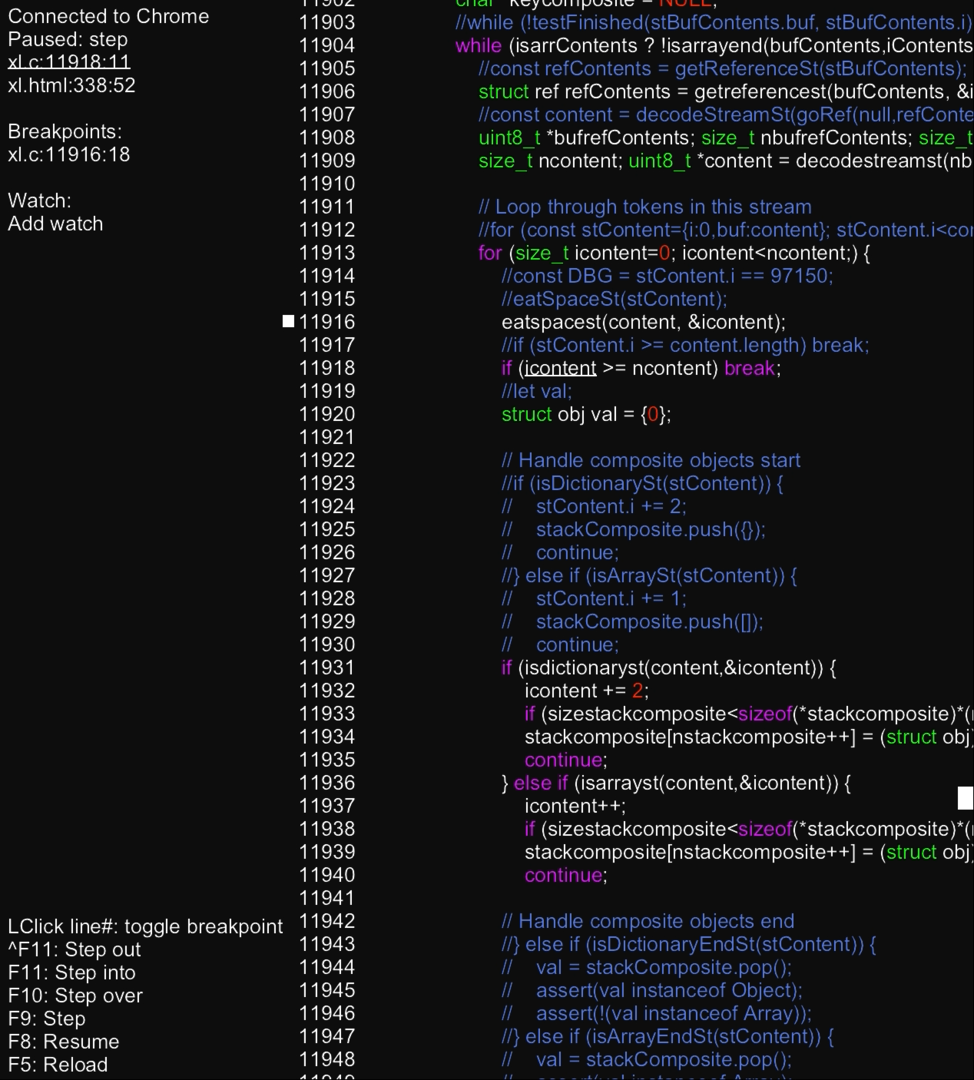 Connected to Chrome
Paused: step
xl.c:11918:11
xl.html:338:52
Breakpoints:
xl.c:11916:18
Watch:
Add watch
LClick line#: toggle breakpoint
^F11: Step out
F11: Step into
F10: Step over
F9: Step
F8: Resume
F5: Reload
11902 char *keycomposite = NULL;
11903 //while (!testFinished(stBufContents.buf, stBufContents.i)
11904 while (isarrContents ? !isarrayend(bufContents,iContents
11905 //const refContents = getReferenceSt(stBufContents);
11906 struct ref refContents = getreferencest(bufContents, &i
11907 //const content = decodeStreamSt(goRef(null,refConte
11908 uint8_t *bufrefContents; size_t nbufrefContents; size_t
11909 size_t ncontent; uint8_t *content = decodestreamst(nb
11910
11911 // Loop through tokens in this stream
11912 //for (const stContent={i:0,buf:content}; stContent.i<con
11913 for (size_t icontent=0; icontent<ncontent;) {
11914 //const DBG = stContent.i == 97150;
11915 //eatSpaceSt(stContent);
11916 eatspacest(content, &icontent);
11917 //if (stContent.i >= content.length) break;
11918 if (icontent >= ncontent) break;
11919 //let val;
11920 struct obj val = {0};
11921
11922 // Handle composite objects start
11923 //if (isDictionarySt(stContent)) {
11924 // stContent.i += 2;
11925 // stackComposite.push({});
11926 // continue;
11927 //} else if (isArraySt(stContent)) {
11928 // stContent.i += 1;
11929 // stackComposite.push([]);
11930 // continue;
11931 if (isdictionaryst(content,&icontent)) {
11932 icontent += 2;
11933 if (sizestackcomposite<sizeof(*stackcomposite)*(
11934 stackcomposite[nstackcomposite++] = (struct obj)
11935 continue;
11936 } else if (isarrayst(content,&icontent)) {
11937 icontent++;
11938 if (sizestackcomposite<sizeof(*stackcomposite)*(
11939 stackcomposite[nstackcomposite++] = (struct obj)
11940 continue;
11941
11942 // Handle composite objects end
11943 //} else if (isDictionaryEndSt(stContent)) {
11944 // val = stackComposite.pop();
11945 // assert(val instanceof Object);
11946 // assert(!(val instanceof Array));
11947 //} else if (isArrayEndSt(stContent)) {
11948 // val = stackComposite.pop();